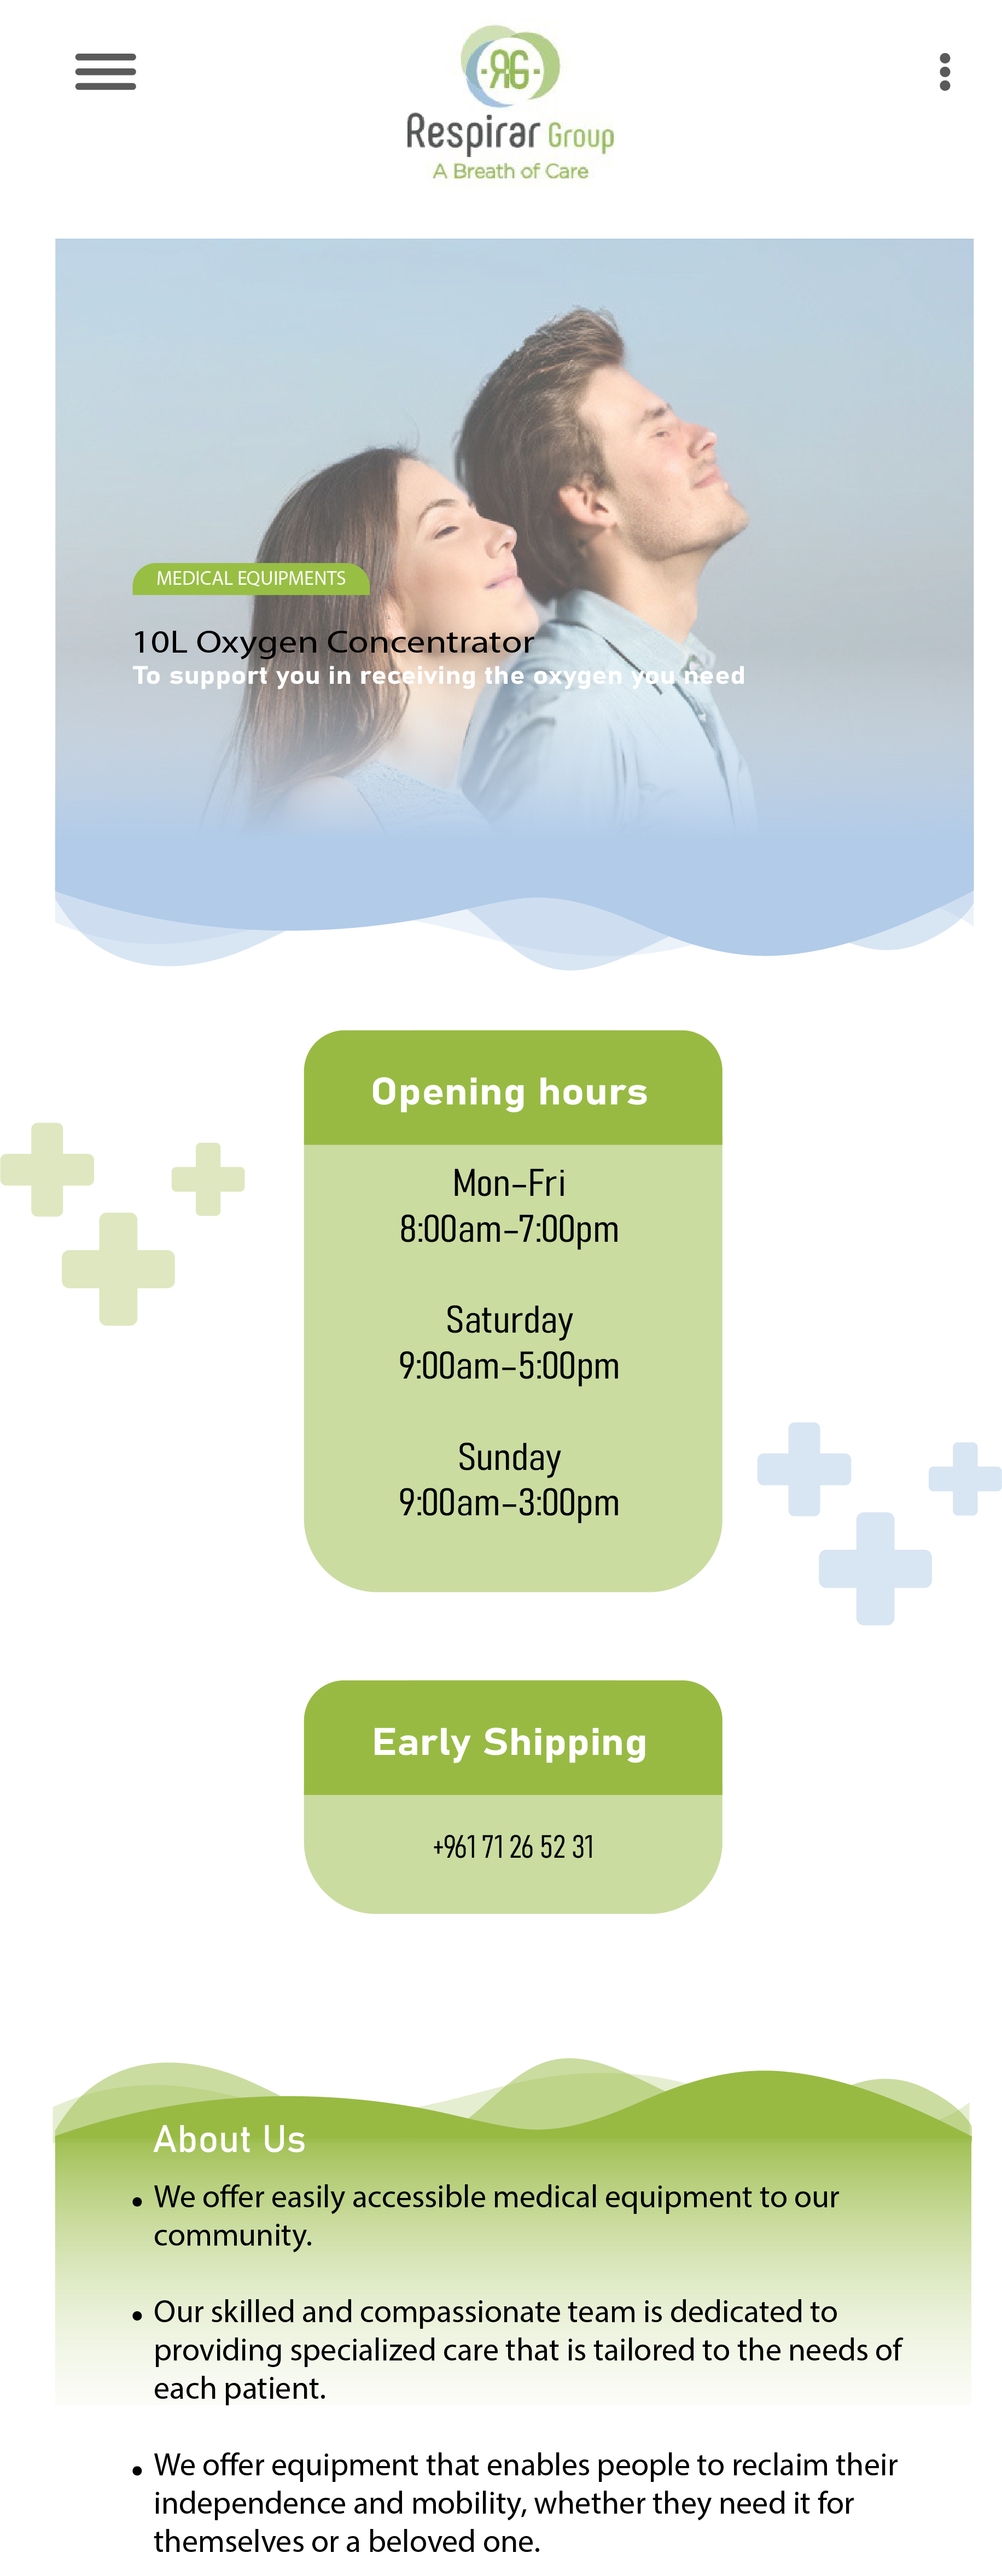 RG
Respirar Group
A Breath of Care
MEDICAL EQUIPMENTS
10L Oxygen Concentrator
To support you in receiving the oxygen you need
Opening hours
Mon–Fri
8:00am–7:00pm
Saturday
9:00am–5:00pm
Sunday
9:00am–3:00pm
Early Shipping
+961 71 26 52 31
About Us
• We offer easily accessible medical equipment to our
community.
• Our skilled and compassionate team is dedicated to
providing specialized care that is tailored to the needs of
each patient.
• We offer equipment that enables people to reclaim their
independence and mobility, whether they need it for
themselves or a beloved one.